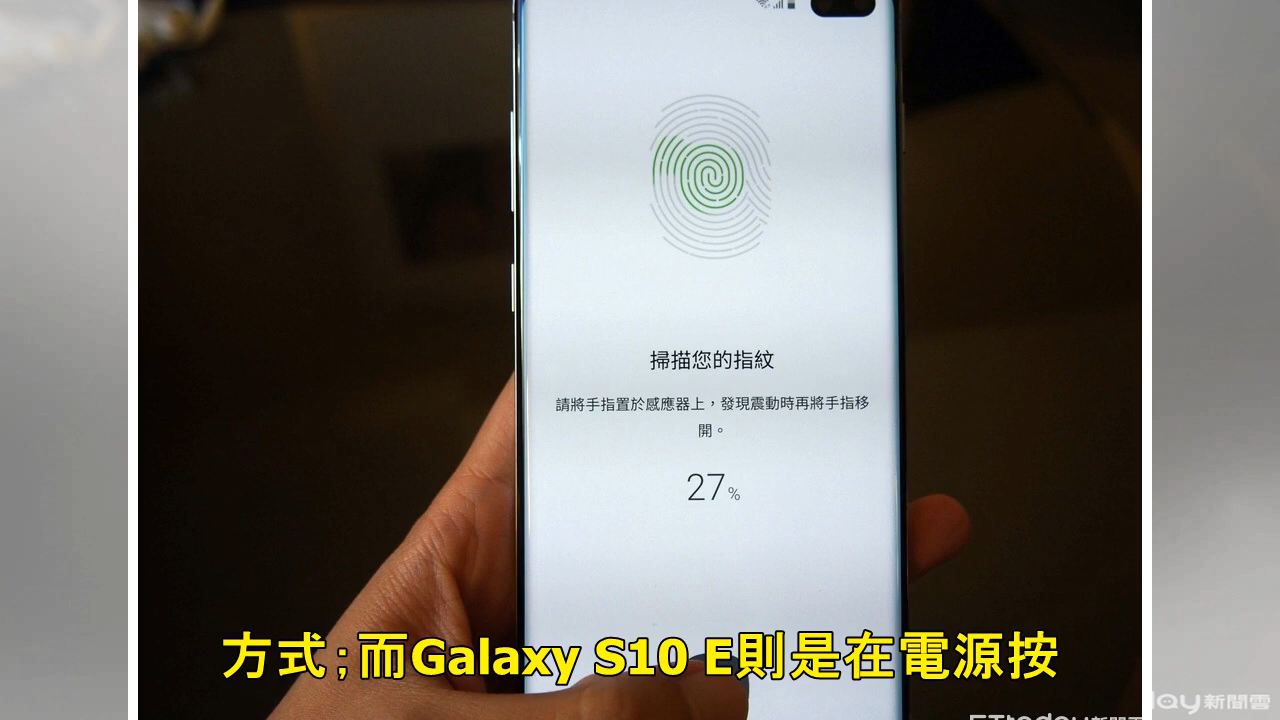 掃描您的指紋
請將手指置於感應器上，發現震動時再將手指移
開。
27%
方式;而Galaxy S10 E則是在電源按
新聞雲